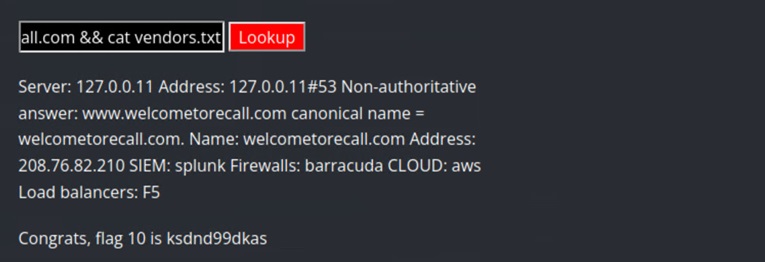 all.com && cat vendors.txt Lookup
Server: 127.0.0.11 Address: 127.0.0.11#53 Non-authoritative
answer: www.welcometorecall.com canonical name =
welcometorecall.com. Name: welcometorecall.com Address:
208.76.82.210 SIEM: splunk Firewalls: barracuda CLOUD: aws
Load balancers: F5
Congrats, flag 10 is ksdnd99dkas